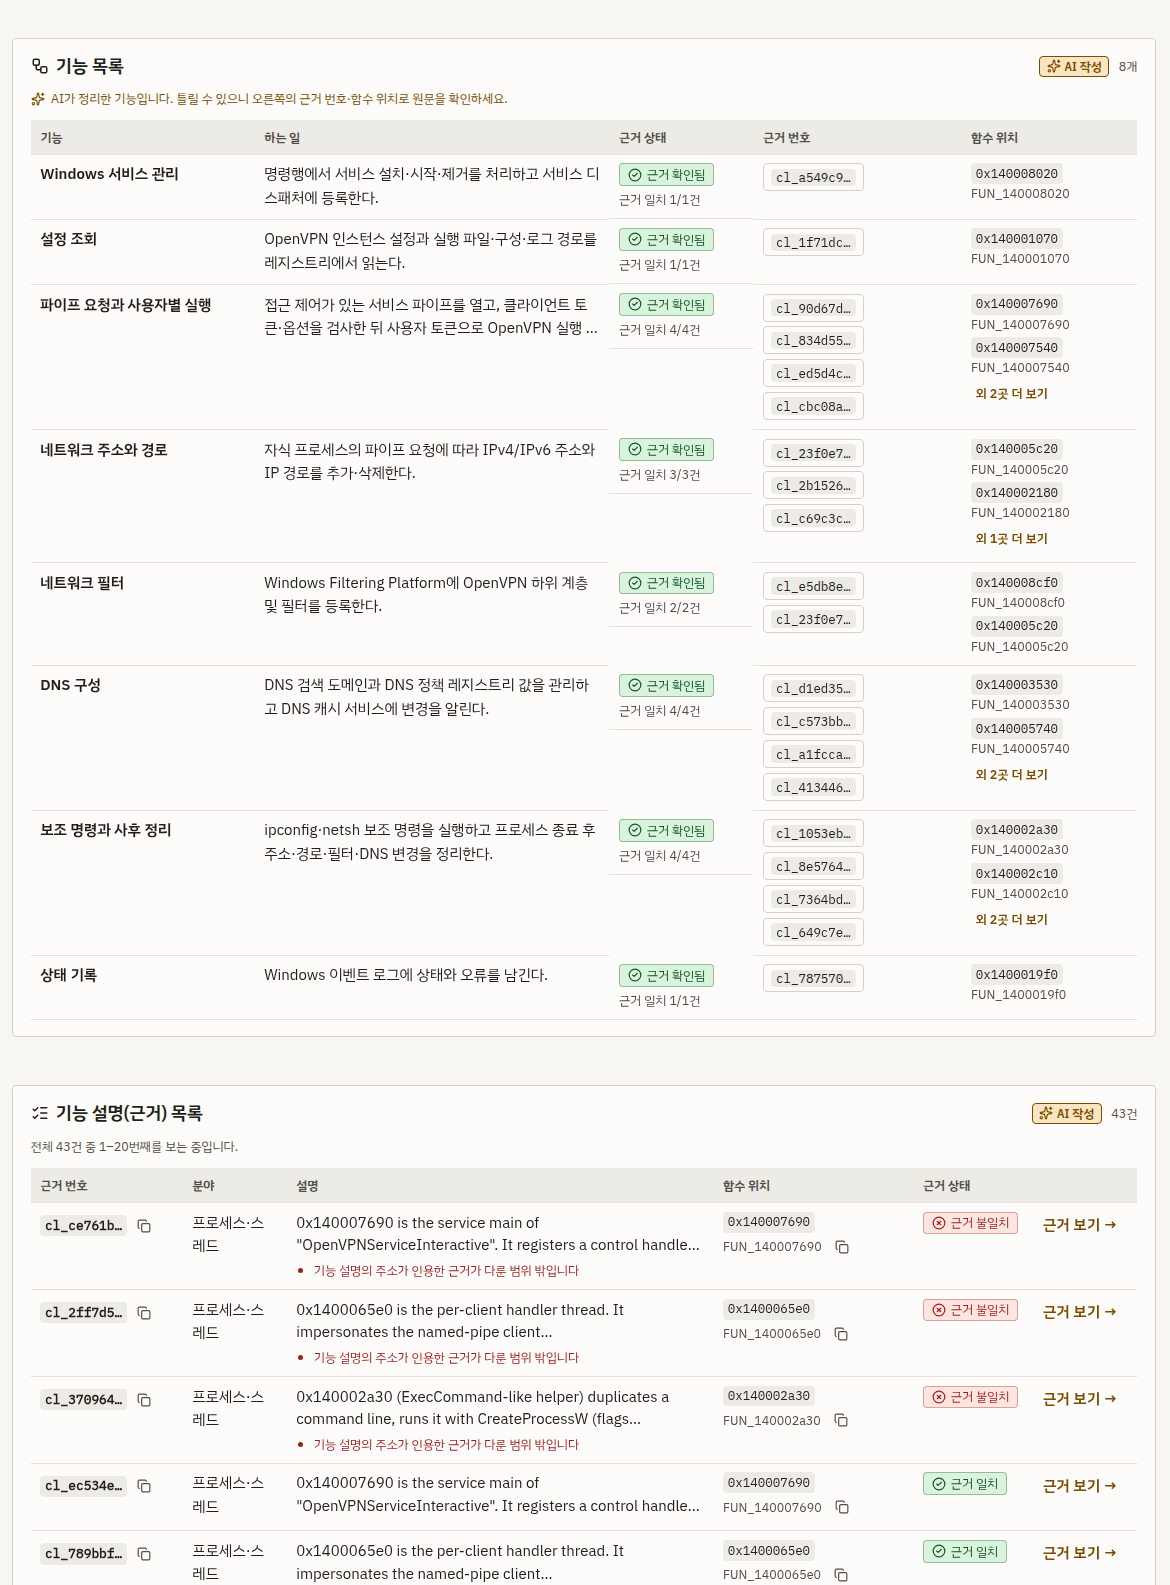 기능 목록
AI 작성 8개
AI가 정리한 기능입니다. 틀릴 수 있으니 오른쪽의 근거 번호·함수 위치로 원문을 확인하세요.
기능 하는 일 근거 상태 근거 번호 함수 위치
Windows 서비스 관리 명령행에서 서비스 설치·시작·제거를 처리하고 서비스 디 근거 확인됨 cl_a549c9… 0x140008020
스패처에 등록한다. 근거 일치 1/1건 FUN_140008020
설정 조회 OpenVPN 인스턴스 설정과 실행 파일·구성·로그 경로를 근거 확인됨 cl_1f71dc… 0x140001070
레지스트리에서 읽는다. 근거 일치 1/1건 FUN_140001070
파이프 요청과 사용자별 실행 접근 제어가 있는 서비스 파이프를 열고, 클라이언트 토 근거 확인됨 cl_90d67d… 0x140007690
큰·옵션을 검사한 뒤 사용자 토큰으로 OpenVPN 실행 … 근거 일치 4/4건 FUN_140007690
cl_834d55… 0x140007540
cl_ed5d4c… FUN_140007540
cl_cbc08a… 외 2곳 더 보기
네트워크 주소와 경로 자식 프로세스의 파이프 요청에 따라 IPv4/IPv6 주소와 근거 확인됨 cl_23f0e7… 0x140005c20
IP 경로를 추가·삭제한다. 근거 일치 3/3건 FUN_140005c20
cl_2b1526… 0x140002180
cl_c69c3c… FUN_140002180
외 1곳 더 보기
네트워크 필터 Windows Filtering Platform에 OpenVPN 하위 계층 근거 확인됨 cl_e5db8e… 0x140008cf0
및 필터를 등록한다. 근거 일치 2/2건 FUN_140008cf0
cl_23f0e7… 0x140005c20
FUN_140005c20
DNS 구성 DNS 검색 도메인과 DNS 정책 레지스트리 값을 관리하 근거 확인됨 cl_d1ed35… 0x140003530
고 DNS 캐시 서비스에 변경을 알린다. 근거 일치 4/4건 FUN_140003530
cl_c573bb… 0x140005740
cl_a1fcca… FUN_140005740
cl_413446… 외 2곳 더 보기
보조 명령과 사후 정리 ipconfig·netsh 보조 명령을 실행하고 프로세스 종료 후 근거 확인됨 cl_1053eb… 0x140002a30
주소·경로·필터·DNS 변경을 정리한다. 근거 일치 4/4건 FUN_140002a30
cl_8e5764… 0x140002c10
cl_7364bd… FUN_140002c10
cl_649c7e… 외 2곳 더 보기
상태 기록 Windows 이벤트 로그에 상태와 오류를 남긴다. 근거 확인됨 cl_787570… 0x1400019f0
근거 일치 1/1건 FUN_1400019f0
기능 설명(근거) 목록
AI 작성 43건
전체 43건 중 1–20번째를 보는 중입니다.
근거 번호 분야 설명 함수 위치 근거 상태
cl_ce761b… 프로세스·스 0x140007690 is the service main of 0x140007690 근거 불일치 근거 보기 →
레드 "OpenVPNServiceInteractive". It registers a control handle… FUN_140007690
기능 설명의 주소가 인용한 근거가 다룬 범위 밖입니다
cl_2ff7d5… 프로세스·스 0x1400065e0 is the per-client handler thread. It 0x1400065e0 근거 불일치 근거 보기 →
레드 impersonates the named-pipe client… FUN_1400065e0
기능 설명의 주소가 인용한 근거가 다룬 범위 밖입니다
cl_370964… 프로세스·스 0x140002a30 (ExecCommand-like helper) duplicates a 0x140002a30 근거 불일치 근거 보기 →
레드 command line, runs it with CreateProcessW (flags… FUN_140002a30
기능 설명의 주소가 인용한 근거가 다룬 범위 밖입니다
cl_ec534e… 프로세스·스 0x140007690 is the service main of 0x140007690 근거 일치 근거 보기 →
레드 "OpenVPNServiceInteractive". It registers a control handle… FUN_140007690
cl_789bbf… 프로세스·스 0x1400065e0 is the per-client handler thread. It 0x1400065e0 근거 일치 근거 보기 →
레드 impersonates the named-pipe client… FUN_1400065e0